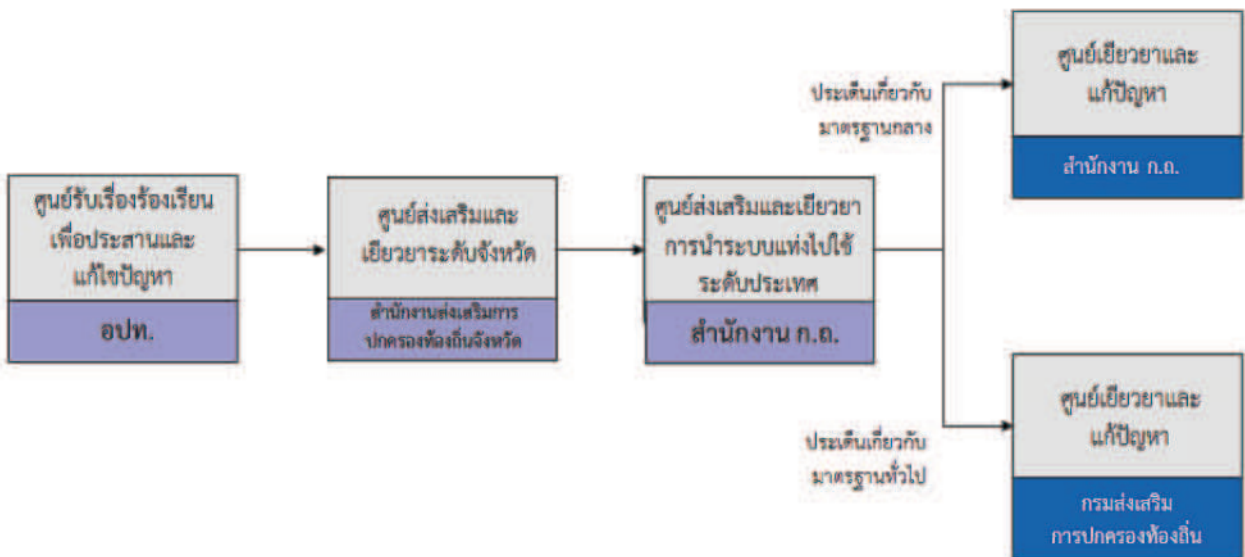 ศูนย์รับเรื่องร้องเรียน
เพื่อประสานและ
แก้ไขปัญหา
อปท.
ศูนย์ส่งเสริมและ
เยียวยาระดับจังหวัด
สำนักงานส่งเสริมการ
ปกครองท้องถิ่นจังหวัด
ศูนย์ส่งเสริมและเยียวยา
การนำระบบแท่งไปใช้
ระดับประเทศ
สำนักงาน ก.ถ.
ประเด็นเกี่ยวกับ
มาตรฐานกลาง
ศูนย์เยียวยาและ
แก้ปัญหา
สำนักงาน ก.ถ.
ประเด็นเกี่ยวกับ
มาตรฐานทั่วไป
ศูนย์เยียวยาและ
แก้ปัญหา
กรมส่งเสริม
การปกครองท้องถิ่น